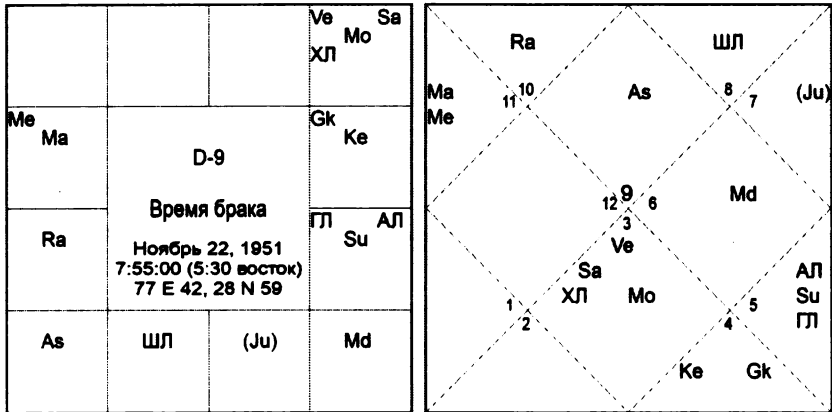 Ve Sa
Mo
ХЛ
Me
Ma
Gk
Ke
D-9
Время брака
Ноябрь 22, 1951
7:55:00 (5:30 восток)
77 E 42, 28 N 59
Ra
ГЛ АЛ
Su
As ШЛ (Ju) Md
Ra ШЛ
Ma
Me
As
(Ju)
10
11
8
7
9
12 6
3
Md
Ve
Sa
ХЛ Mo
АЛ
Su
ГЛ
1
2
5
4
Ke Gk